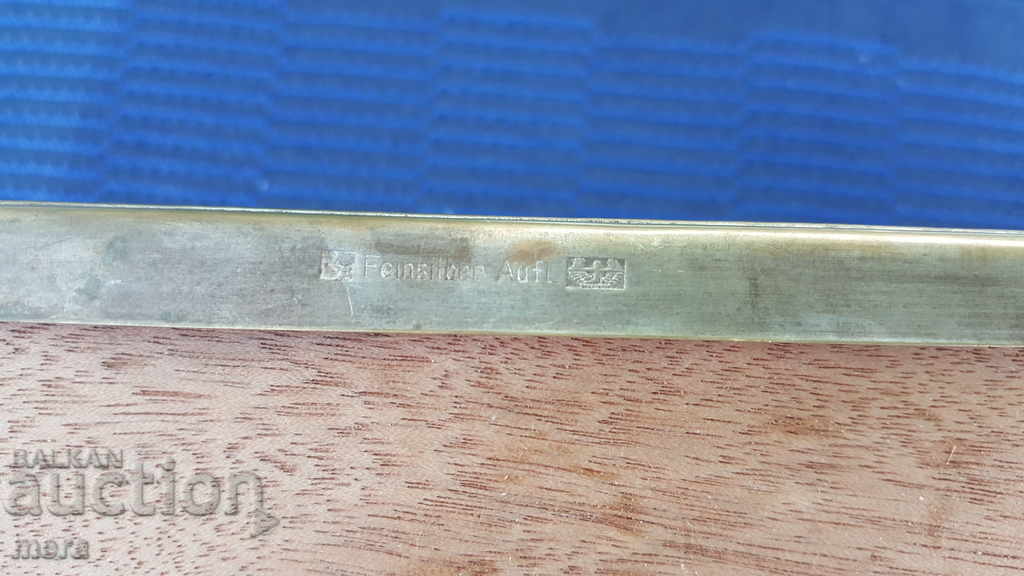 Feinsilber Aufl.
BALKAN
auction
mera